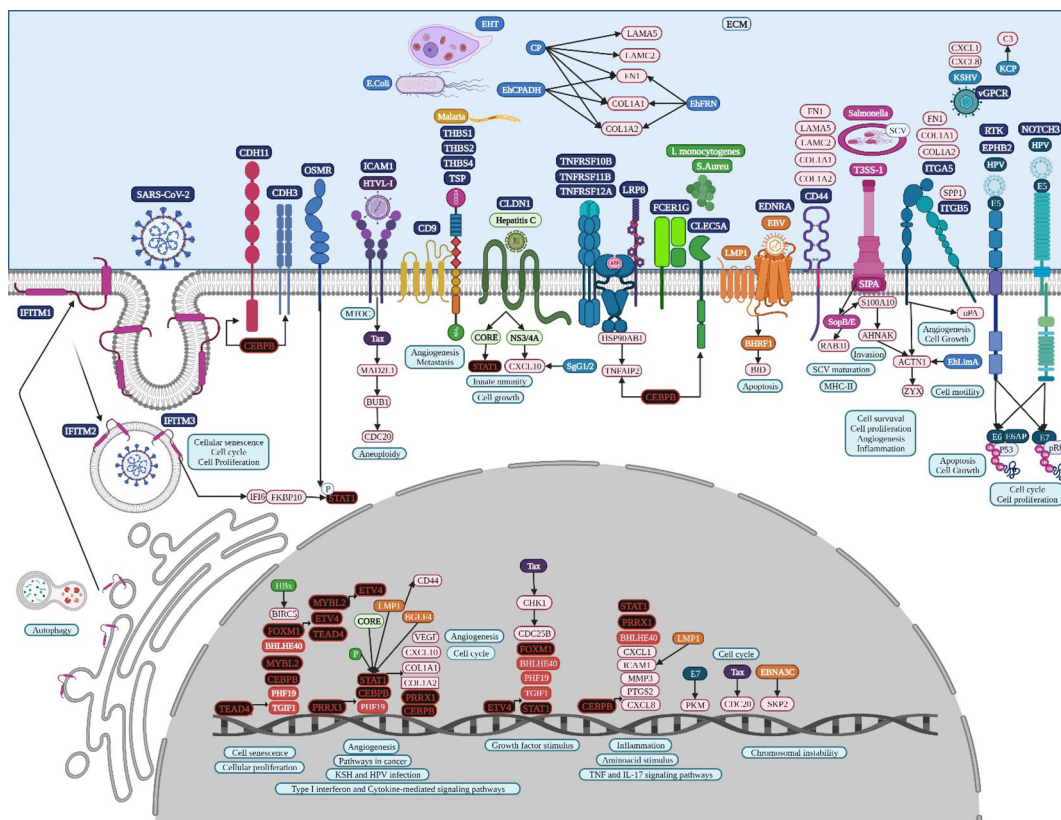 EHT
ECM
CP
LAMA5
LAMC2
FN1
COL1A1
COL1A2
E.Coli
EhCPADH
EhFRN
CXCL1
CXCL8
KSHV
vGPCR
C3
KCP
Malaria
THBS1
THBS2
THBS4
TSP
CDH11
CDH3
OSMR
ICAM1
HTVL-I
SARS-CoV-2
CD9
CLDN1
Hepatitis C
TNFRSF10B
TNFRSF11B
TNFRSF12A
LRP8
l. monocytogenes
S.Aureu
FCER1G
CLEC5A
EDNRA
EBV
LMP1
FN1
LAMA5
LAMC2
COL1A1
COL1A2
CD44
Salmonella
SCV
T3SS-1
FN1
COL1A1
COL1A2
ITGA5
SPP1
ITGB5
RTK
EPHB2
HPV
E5
NOTCH3
HPV
E5
COOH
ATP
IFITM1
CEBPB
MTOC
Tax
MAD2L1
BUB1
CDC20
Aneuploidy
Angiogenesis
Metastasis
NH2
CORE
NS3/4A
STAT1
CXCL10
SgG1/2
Innate nmunity
Cell growth
HSP90AB1
TNFAIP2
CEBPB
BHRF1
BID
Apoptosis
SIPA
S100A10
SopB/E
RAB3I
AHNAK
Invasion
SCV maturation
MHC-II
uPA
Angiogenesis
Cell Growth
ACTN1
EhLimA
ZYX
Cell motility
Cell survuval
Cell proliferation
Angiogenesis
Inflammation
E6
E6AP
P53
E7
Apoptosis
Cell Growth
Cell cycle
Cell proliferation
IFITM2
IFITM3
Cellular senescence
Cell cycle
Cell Proliferation
IFI6
FKBP10
P
STAT1
Autophagy
HBx
BIRC5
FOXM1
BHLHE40
MYBL2
CEBPB
PHF19
TGIF1
TEAD4
MYBL2
ETV4
ETV4
TEAD4
CORE
LMP1
BGLF4
CD44
P
VEGF
CXCL10
COL1A1
COL1A2
PRRX1
CEBPB
Angiogenesis
Cell cycle
STAT1
CEBPB
PHF19
PRRX1
Tax
CHK1
CDC25B
FOXM1
BHLHE40
PHF19
TGIF1
STAT1
ETV4
STAT1
PRRX1
BHLHE40
CXCL1
ICAM1
MMP3
PTGS2
CXCL8
CEBPB
LMP1
E7
PKM
Cell cycle
Tax
CDC20
EBNA3C
SKP2
Cell senescence
Cellular proliferation
Angiogenesis
Pathways in cancer
KSH and HPV infection
Type I interferon and Cytokine-mediated signaling pathways
Growth factor stimulus
Inflammation
Aminoacid stimulus
TNF and IL-17 signaling pathways
Chromosomal instability